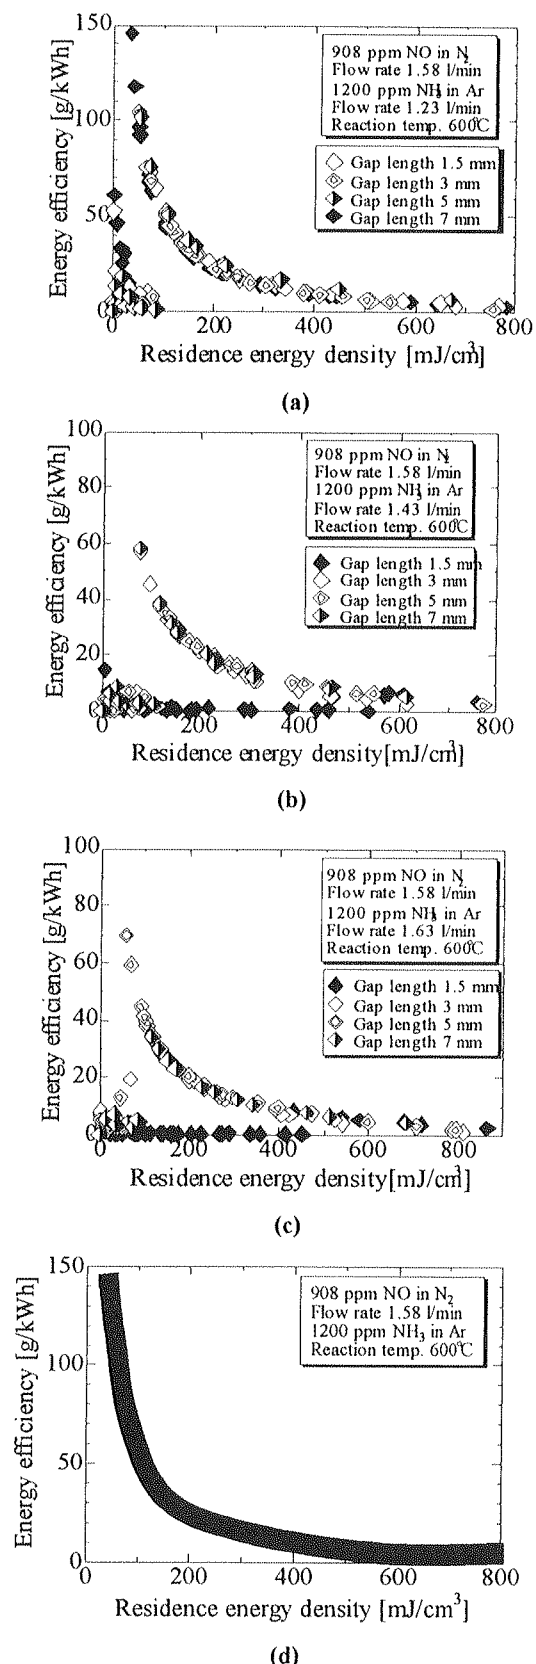 150
100
50
0
Energy efficiency [g/kWh]
908 ppm NO in N2
Flow rate 1.58 l/min
1200 ppm NH3 in Ar
Flow rate 1.23 l/min
Reaction temp. 600℃
Gap length 1.5 mm
Gap length 3 mm
Gap length 5 mm
Gap length 7 mm
0 200 400 600 800
Residence energy density [mJ/cm3]
(a)
100
80
60
40
20
0
Energy efficiency [g/kWh]
908 ppm NO in N2
Flow rate 1.58 l/min
1200 ppm NH3 in Ar
Flow rate 1.43 l/min
Reaction temp. 600℃
Gap length 1.5 mm
Gap length 3 mm
Gap length 5 mm
Gap length 7 mm
0 200 400 600 800
Residence energy density[mJ/cm3]
(b)
100
80
60
40
20
0
Energy efficiency [g/kWh]
908 ppm NO in N2
Flow rate 1.58 l/min
1200 ppm NH3 in Ar
Flow rate 1.63 l/min
Reaction temp. 600℃
Gap length 1.5 mm
Gap length 3 mm
Gap length 5 mm
Gap length 7 mm
0 200 400 600 800
Residence energy density[mJ/cm3]
(c)
150
100
50
0
Energy efficiency [g/kWh]
908 ppm NO in N2
Flow rate 1.58 l/min
1200 ppm NH3 in Ar
Reaction temp. 600℃
0 200 400 600 800
Residence energy density [mJ/cm3]
(d)